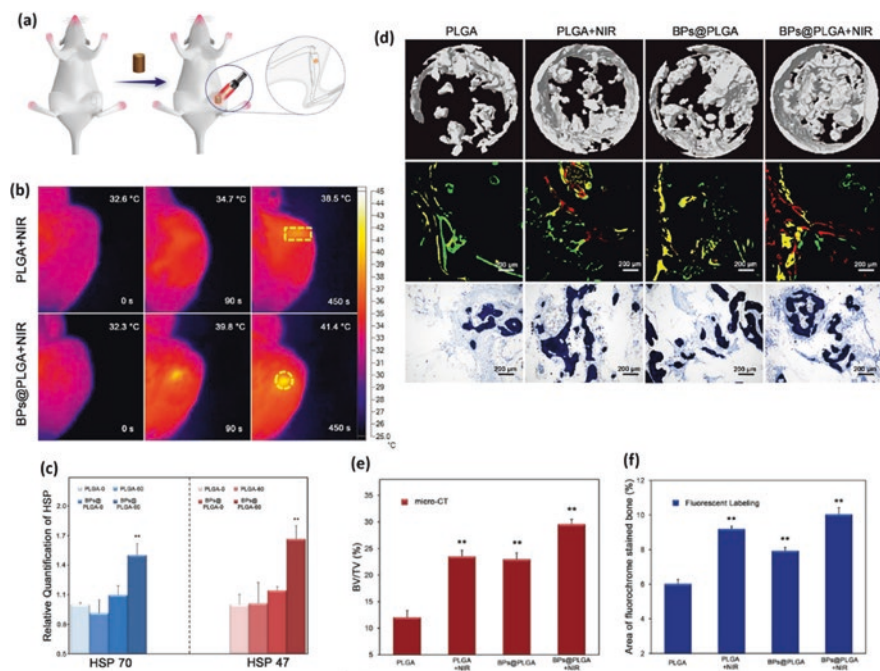 (a)
(b)
PLGA+NIR
32.6 °C
34.7 °C
38.5 °C
0 s
90 s
450 s
BPs@PLGA+NIR
32.3 °C
39.8 °C
41.4 °C
0 s
90 s
450 s
45
44
43
42
41
40
39
38
37
36
35
34
33
32
31
30
29
28
27
26
25.0
°C
(c)
Relative Quantification of HSP
2.1
1.8
1.4
1.1
0.8
0.5
PLGA-0
PLGA-60
BPs@
PLGA-0
BPs@
PLGA-60
**
HSP 70
PLGA-0
PLGA-60
BPs@
PLGA-0
BPs@
PLGA-60
**
HSP 47
(d)
PLGA
PLGA+NIR
BPs@PLGA
BPs@PLGA+NIR
200 µm
200 µm
200 µm
200 µm
200 µm
200 µm
200 µm
200 µm
(e)
BV/TV (%)
micro-CT
35
30
25
20
15
10
5
**
**
**
PLGA
PLGA
+NIR
BPs@PLGA
BPs@PLGA
+NIR
(f)
Area of fluorochrome stained bone (%)
Fluorescent Labeling
12
10
8
6
4
2
**
**
**
PLGA
PLGA
+NIR
BPs@PLGA
BPs@PLGA
+NIR